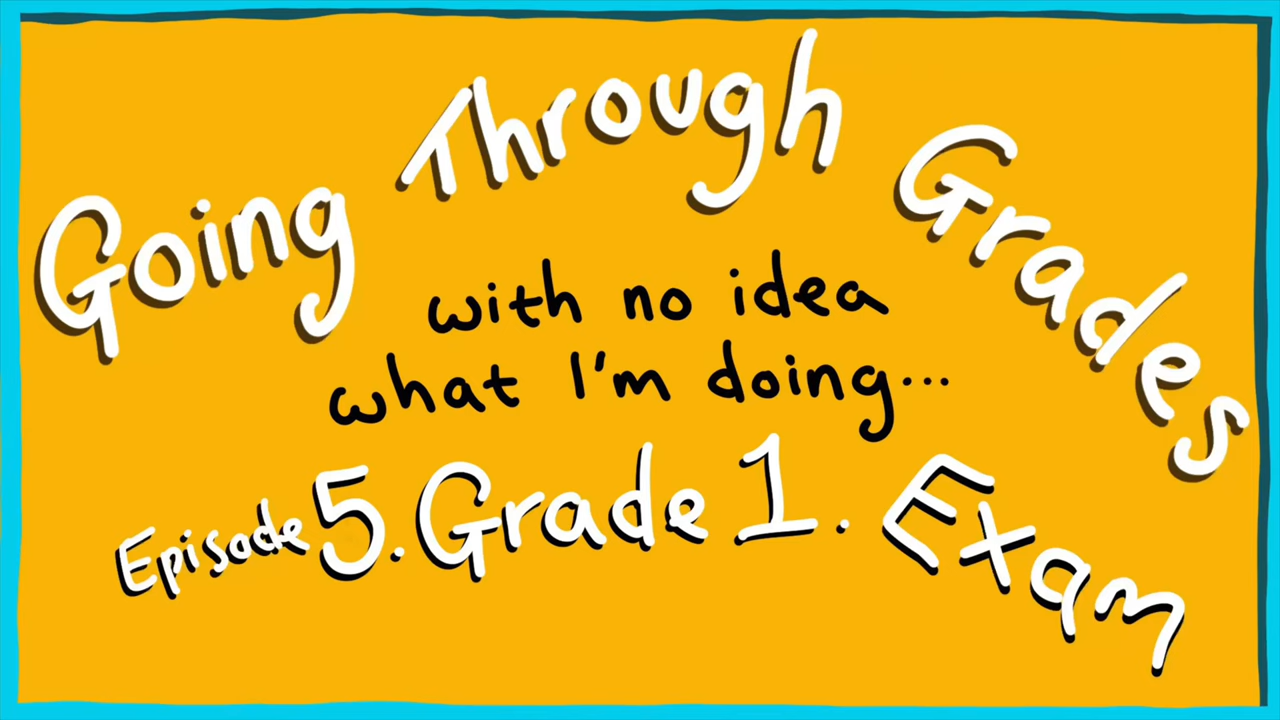 Going Through Grades
with no idea
what I'm doing...
Episode 5. Grade 1. Exam